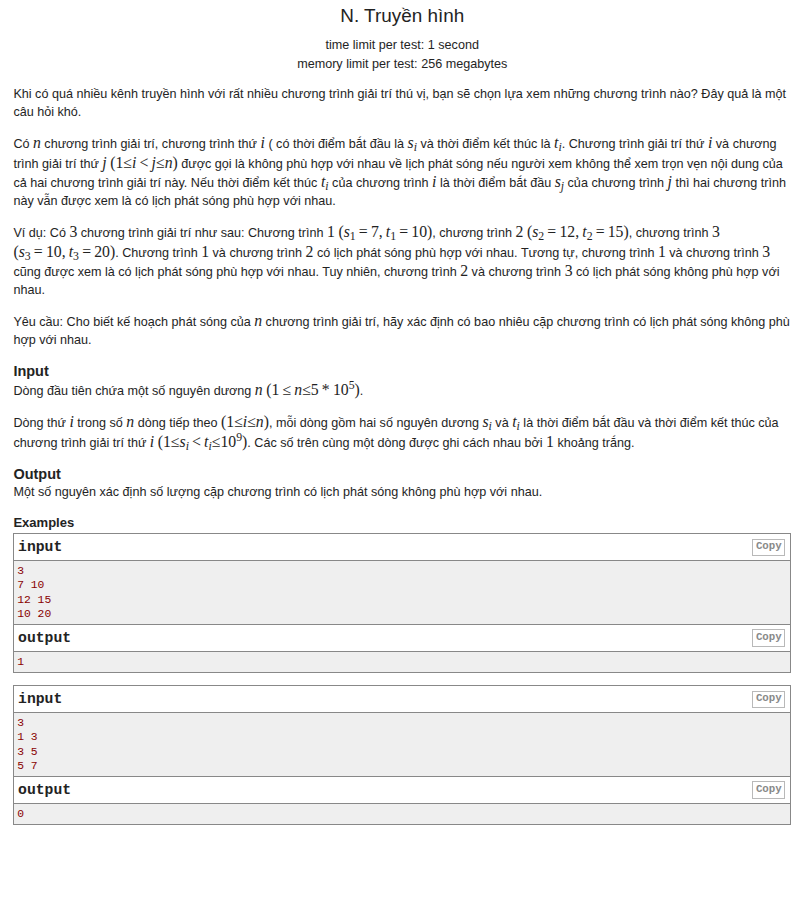 N. Truyền hình
time limit per test: 1 second
memory limit per test: 256 megabytes
Khi có quá nhiều kênh truyền hình với rất nhiều chương trình giải trí thú vị, bạn sẽ chọn lựa xem những chương trình nào? Đây quả là một
câu hỏi khó.
Có n chương trình giải trí, chương trình thứ i ( có thời điểm bắt đầu là s_i và thời điểm kết thúc là t_i. Chương trình giải trí thứ i và chương
trình giải trí thứ j (1≤i < j≤n) được gọi là không phù hợp với nhau về lịch phát sóng nếu người xem không thể xem trọn vẹn nội dung của
cả hai chương trình giải trí này. Nếu thời điểm kết thúc t_i của chương trình i là thời điểm bắt đầu s_j của chương trình j thì hai chương trình
này vẫn được xem là có lịch phát sóng phù hợp với nhau.
Ví dụ: Có 3 chương trình giải trí như sau: Chương trình 1 (s_1 = 7, t_1 = 10), chương trình 2 (s_2 = 12, t_2 = 15), chương trình 3
(s_3 = 10, t_3 = 20). Chương trình 1 và chương trình 2 có lịch phát sóng phù hợp với nhau. Tương tự, chương trình 1 và chương trình 3
cũng được xem là có lịch phát sóng phù hợp với nhau. Tuy nhiên, chương trình 2 và chương trình 3 có lịch phát sóng không phù hợp với
nhau.
Yêu cầu: Cho biết kế hoạch phát sóng của n chương trình giải trí, hãy xác định có bao nhiêu cặp chương trình có lịch phát sóng không phù
hợp với nhau.
Input
Dòng đầu tiên chứa một số nguyên dương n (1 ≤ n≤5 * 10^5).
Dòng thứ i trong số n dòng tiếp theo (1≤i≤n), mỗi dòng gồm hai số nguyên dương s_i và t_i là thời điểm bắt đầu và thời điểm kết thúc của
chương trình giải trí thứ i (1≤s_i < t_i≤10^9). Các số trên cùng một dòng được ghi cách nhau bởi 1 khoảng trắng.
Output
Một số nguyên xác định số lượng cặp chương trình có lịch phát sóng không phù hợp với nhau.
Examples
input Copy
3
7 10
12 15
10 20
output Copy
1
input Copy
3
1 3
3 5
5 7
output Copy
0